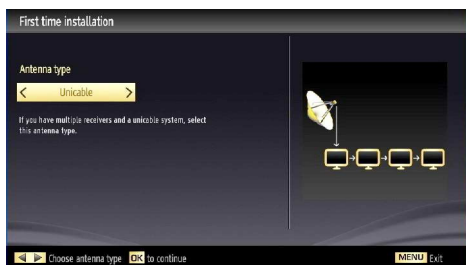 First time installation
Antenna type
< Unicable >
If you have multiple receivers and a unicable system, select
this antenna type.
Choose antenna type OK to continue
MENU Exit